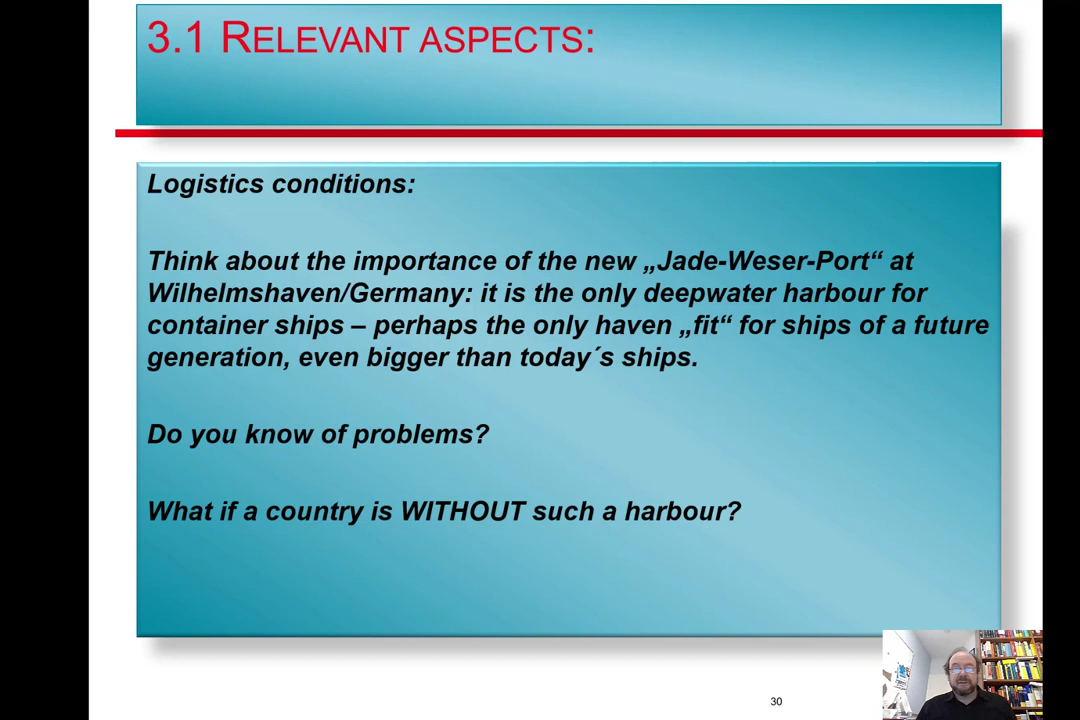 3.1 RELEVANT ASPECTS:
Logistics conditions:
Think about the importance of the new „Jade-Weser-Port“ at
Wilhelmshaven/Germany: it is the only deepwater harbour for
container ships – perhaps the only haven „fit“ for ships of a future
generation, even bigger than today´s ships.
Do you know of problems?
What if a country is WITHOUT such a harbour?
30